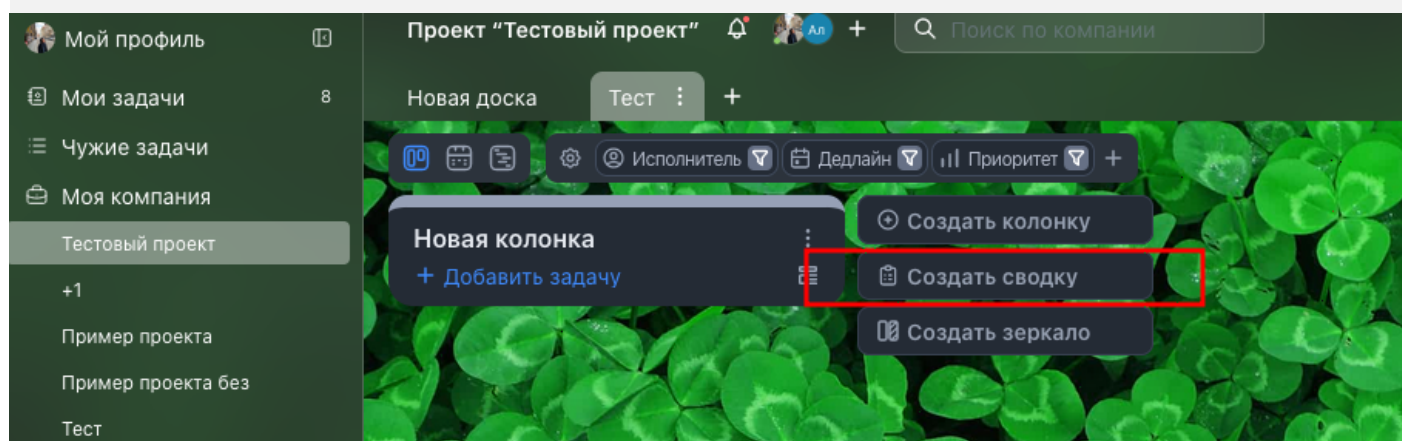 Мой профиль
Мои задачи 8
Чужие задачи
Моя компания
Тестовый проект
+1
Пример проекта
Пример проекта без
Тест
Проект “Тестовый проект” Ал + Поиск по компании
Новая доска Тест +
Исполнитель Дедлайн Приоритет +
Новая колонка
+ Добавить задачу
Создать колонку
Создать сводку
Создать зеркало